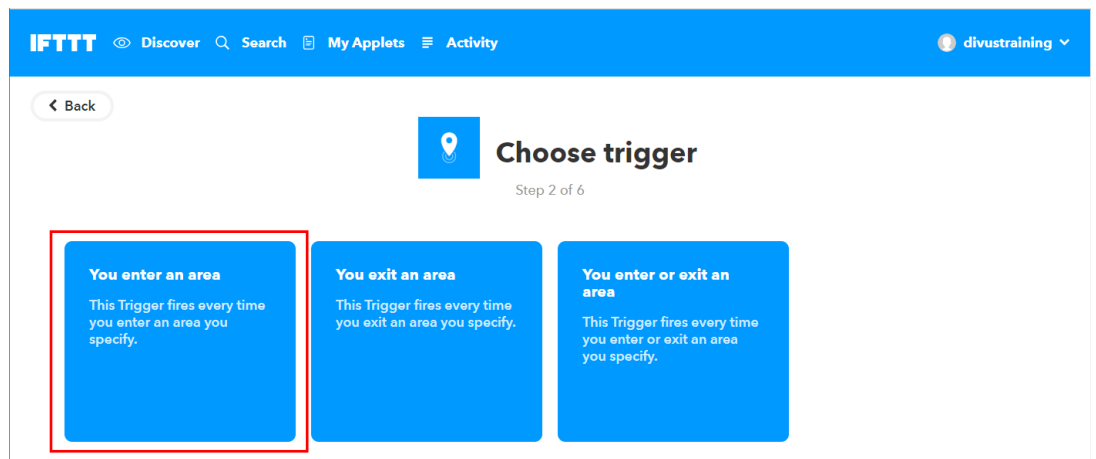 IFTTT Discover Search My Applets Activity divustraining
Back
Choose trigger
Step 2 of 6
You enter an area
This Trigger fires every time
you enter an area you
specify.
You exit an area
This Trigger fires every time
you exit an area you specify.
You enter or exit an
area
This Trigger fires every time
you enter or exit an area
you specify.